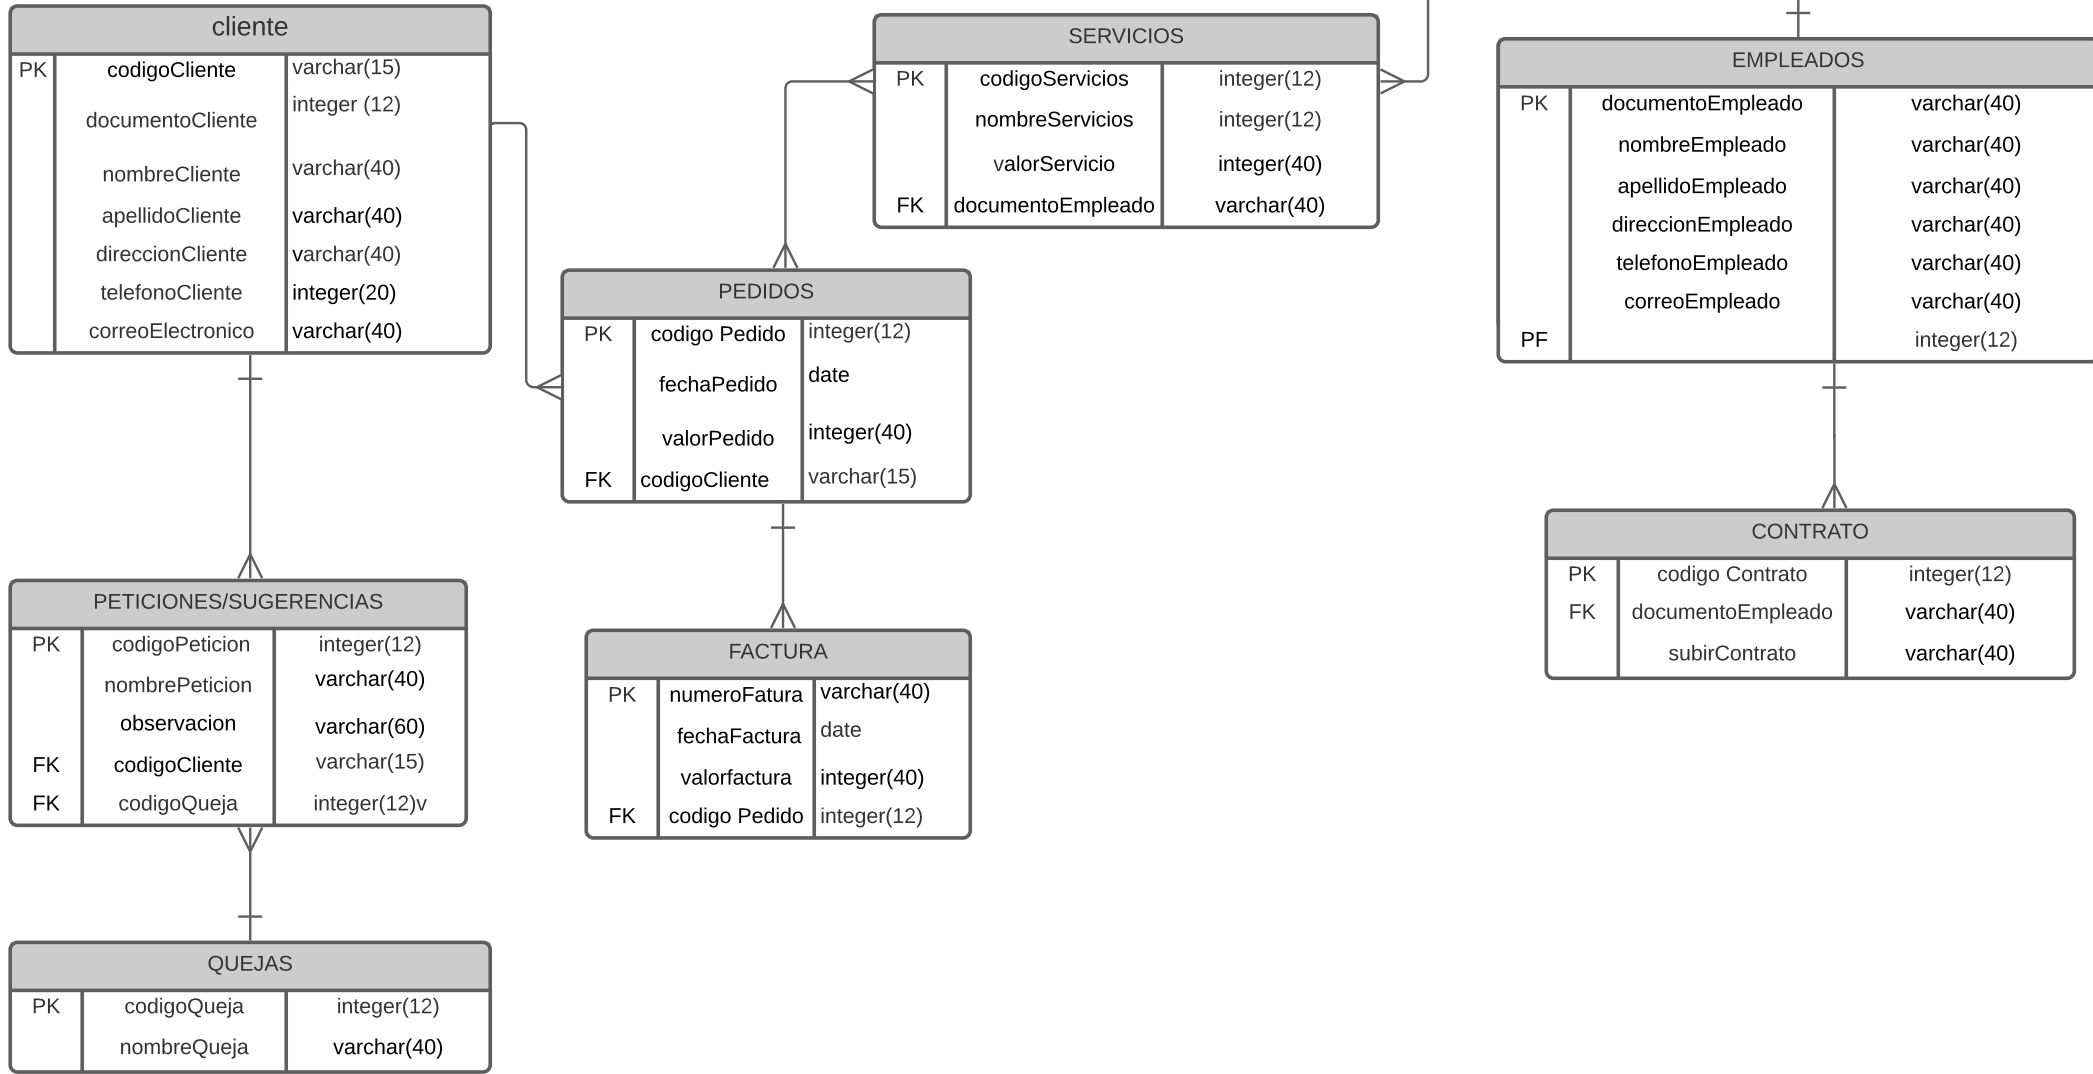 cliente
PK codigoCliente varchar(15)
documentoCliente integer (12)
nombreCliente varchar(40)
apellidoCliente varchar(40)
direccionCliente varchar(40)
telefonoCliente integer(20)
correoElectronico varchar(40)
SERVICIOS
PK codigoServicios integer(12)
nombreServicios integer(12)
valorServicio integer(40)
FK documentoEmpleado varchar(40)
EMPLEADOS
PK documentoEmpleado varchar(40)
nombreEmpleado varchar(40)
apellidoEmpleado varchar(40)
direccionEmpleado varchar(40)
telefonoEmpleado varchar(40)
correoEmpleado varchar(40)
PF integer(12)
PEDIDOS
PK codigo Pedido integer(12)
fechaPedido date
valorPedido integer(40)
FK codigoCliente varchar(15)
CONTRATO
PK codigo Contrato integer(12)
FK documentoEmpleado varchar(40)
subirContrato varchar(40)
PETICIONES/SUGERENCIAS
PK codigoPeticion integer(12)
nombrePeticion varchar(40)
observacion varchar(60)
FK codigoCliente varchar(15)
FK codigoQueja integer(12)v
FACTURA
PK numeroFatura varchar(40)
fechaFactura date
valorfactura integer(40)
FK codigo Pedido integer(12)
QUEJAS
PK codigoQueja integer(12)
nombreQueja varchar(40)